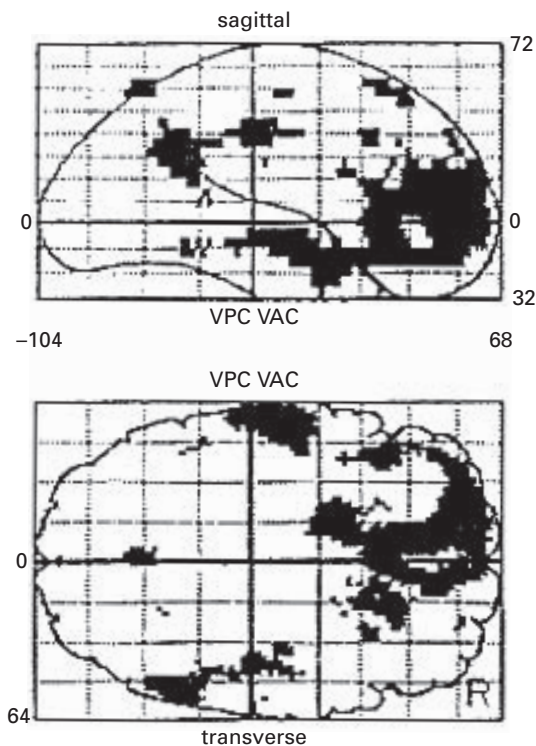 sagittal
72
0 0
32
VPC VAC
–104 68
VPC VAC
0
R
64
transverse